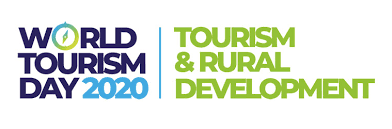 WORLD
TOURISM
DAY 2020
TOURISM
& RURAL
DEVELOPMENT